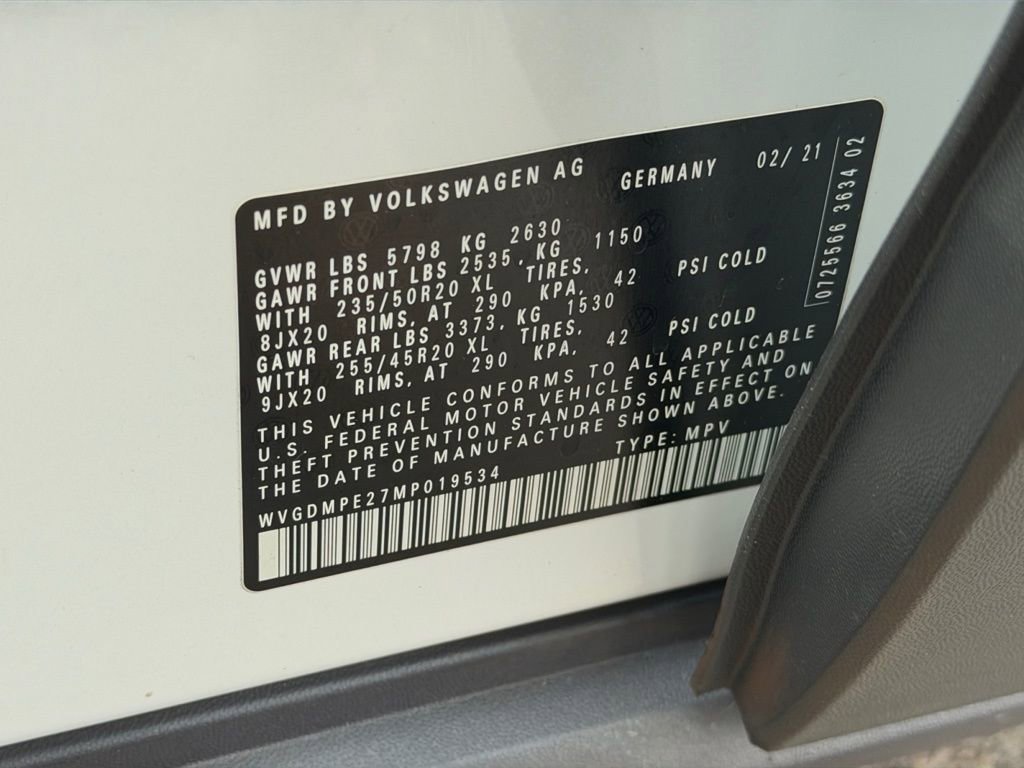 MFD BY VOLKSWAGEN AG GERMANY 02/ 21
GVWR LBS 5798 KG 2630
GAWR FRONT LBS 2535, KG 1150
WITH 235/50R20 XL TIRES,
8JX20 RIMS, AT 290 KPA, 42 PSI COLD
GAWR REAR LBS 3373, KG 1530
WITH 255/45R20 XL TIRES,
9JX20 RIMS, AT 290 KPA, 42 PSI COLD
THIS VEHICLE CONFORMS TO ALL APPLICABLE
U.S. FEDERAL MOTOR VEHICLE SAFETY AND
THEFT PREVENTION STANDARDS IN EFFECT ON
THE DATE OF MANUFACTURE SHOWN ABOVE.
WVGDMPE27MP019534 TYPE: MPV
0725566 3634 02